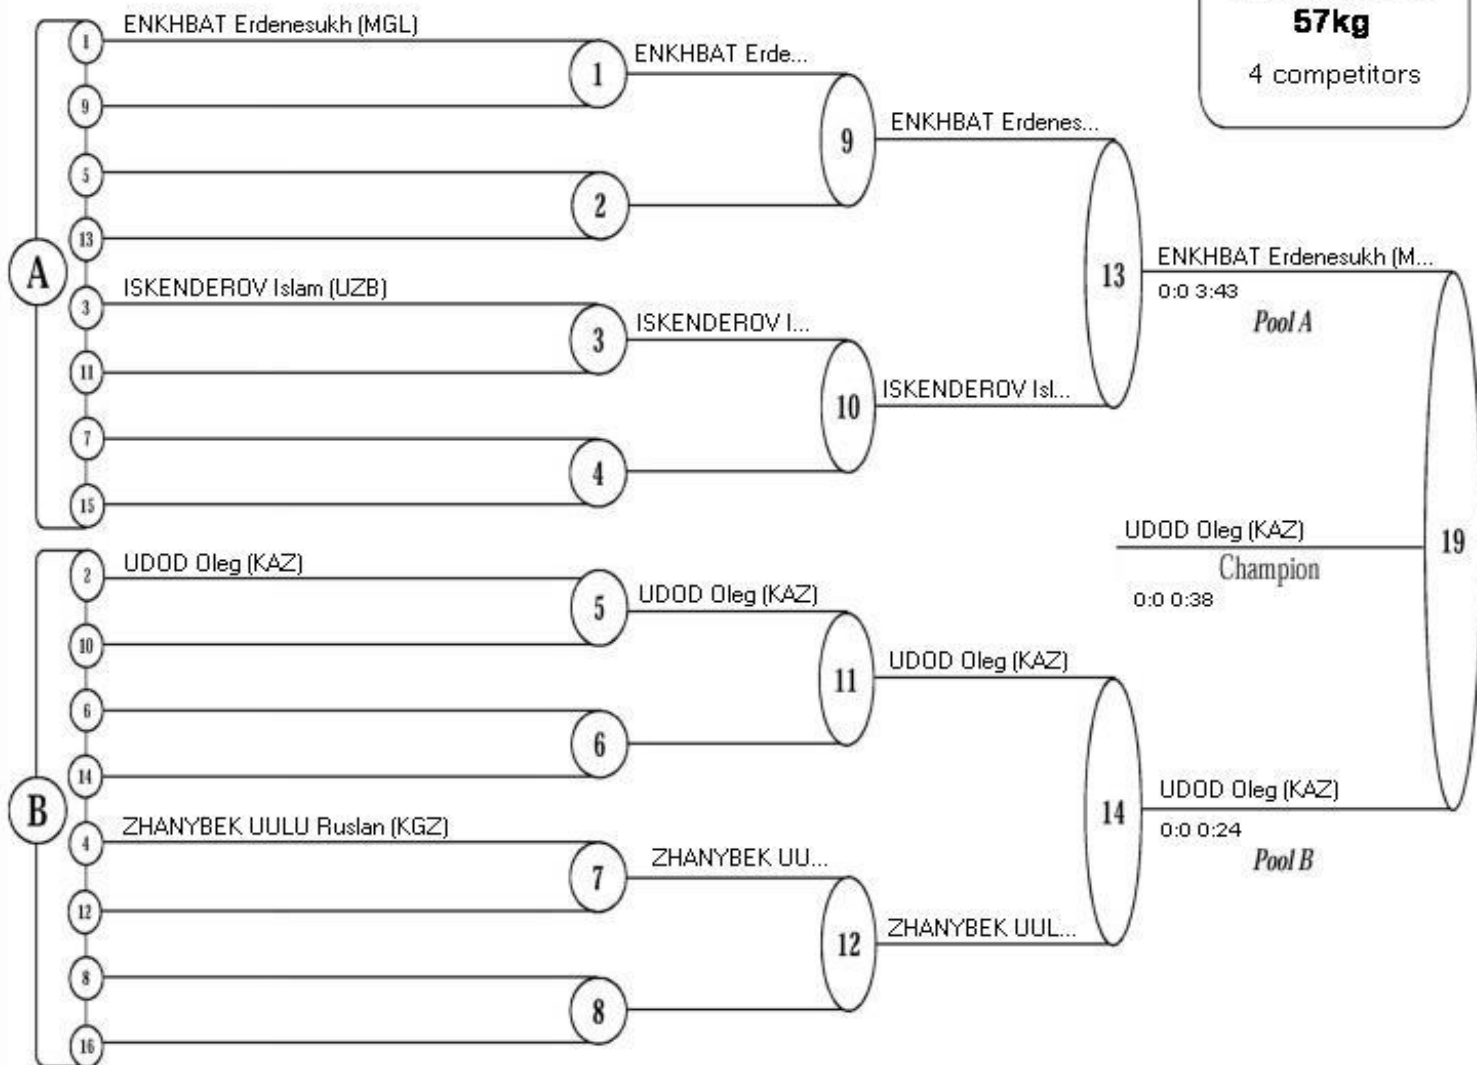 57kg
4 competitors
ENKHBAT Erdenesukh (MGL)
1
9
5
13
A
ISKENDEROV Islam (UZB)
3
11
7
15
1
2
3
4
ENKHBAT Erde...
ISKENDEROV I...
9
10
ENKHBAT Erdenes...
ISKENDEROV Isl...
13
ENKHBAT Erdenesukh (M...
0:0 3:43
Pool A
UDOD Oleg (KAZ)
2
10
6
14
B
ZHANYBEK UULU Ruslan (KGZ)
4
12
8
16
5
6
7
8
UDOD Oleg (KAZ)
ZHANYBEK UU...
11
12
UDOD Oleg (KAZ)
ZHANYBEK UUL...
14
UDOD Oleg (KAZ)
0:0 0:24
Pool B
UDOD Oleg (KAZ)
Champion
0:0 0:38
19